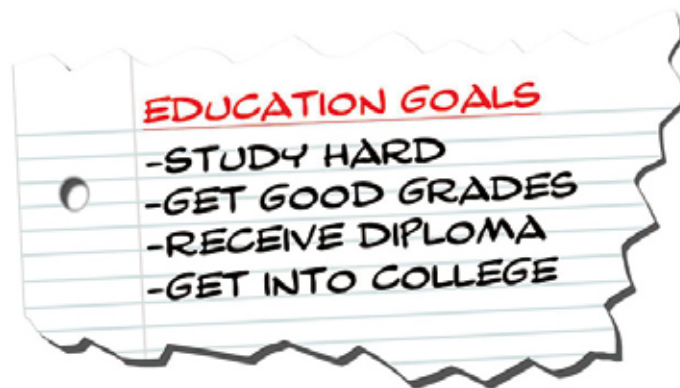 EDUCATION GOALS
-STUDY HARD
-GET GOOD GRADES
-RECEIVE DIPLOMA
-GET INTO COLLEGE